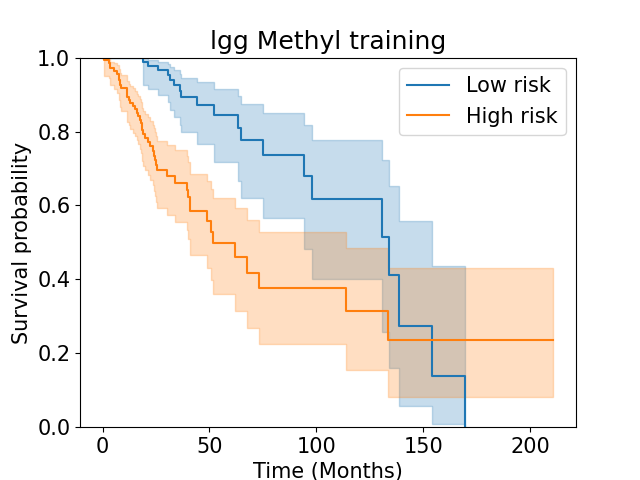 lgg Methyl training
Low risk
High risk
Survival probability
1.0
0.8
0.6
0.4
0.2
0.0
0 50 100 150 200
Time (Months)